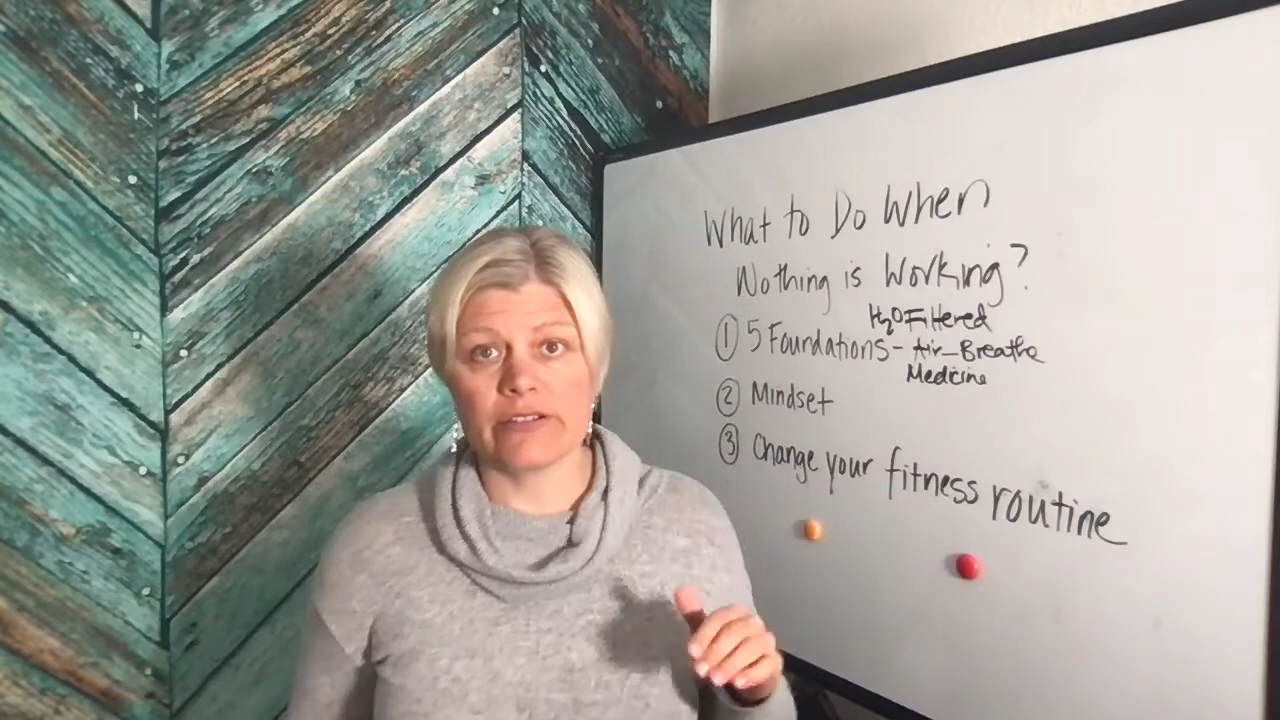 What to Do When
Nothing is Working?
H₂O Filtered
① 5 Foundations - Air - Breathe
Medicine
② Mindset
③ Change your fitness routine